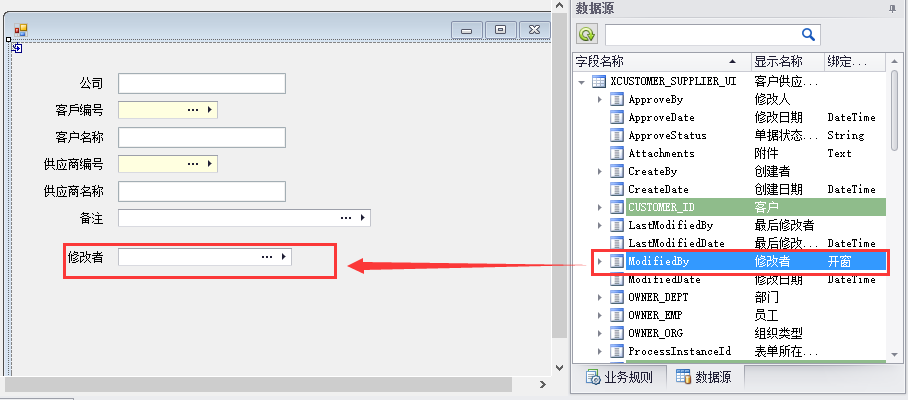 公司
客戶编号 ...
客户名称
供应商编号 ...
供应商名称
备注 ...
修改者 ...
数据源
字段名称 显示名称 绑定...
XCUSTOMER_SUPPLIER_UI 客户供应...
ApproveBy 修改人
ApproveDate 修改日期 DateTime
ApproveStatus 单据状态... String
Attachments 附件 Text
CreateBy 创建者
CreateDate 创建日期 DateTime
CUSTOMER_ID 客户
LastModifiedBy 最后修改者
LastModifiedDate 最后修改... DateTime
ModifiedBy 修改者 开窗
ModifiedDate 修改日期 DateTime
OWNER_DEPT 部门
OWNER_EMP 员工
OWNER_ORG 组织类型
ProcessInstanceId 表单所在...
业务规则 数据源